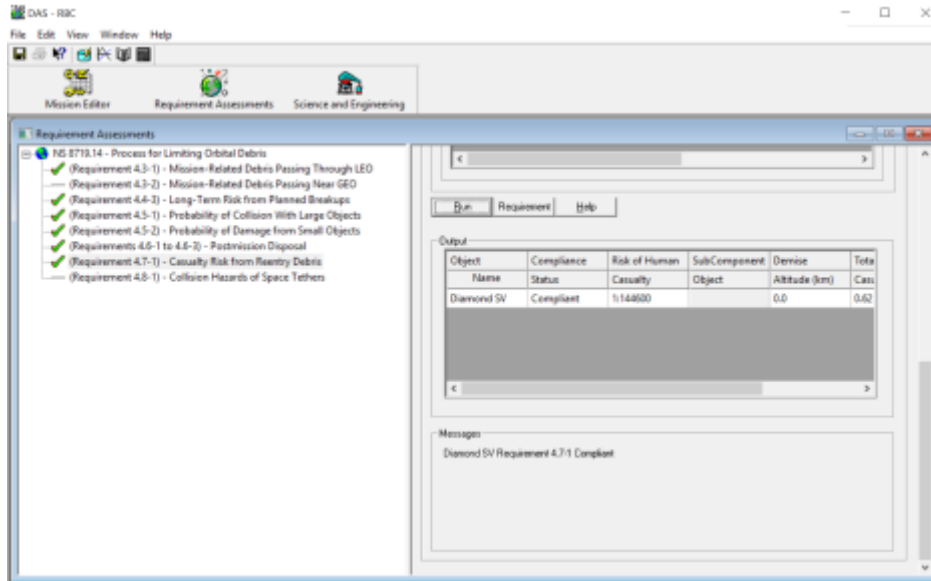 DAS - RBC
File Edit View Window Help
Mission Editor Requirement Assessments Science and Engineering
Requirement Assessments
NS 8719.14 - Process for Limiting Orbital Debris
(Requirement 4.3-1) - Mission-Related Debris Passing Through LEO
(Requirement 4.3-2) - Mission-Related Debris Passing Near GEO
(Requirement 4.4-3) - Long-Term Risk from Planned Breakups
(Requirement 4.5-1) - Probability of Collision With Large Objects
(Requirement 4.5-2) - Probability of Damage from Small Objects
(Requirements 4.6-1 to 4.6-3) - Postmission Disposal
(Requirement 4.7-1) - Casualty Risk from Reentry Debris
(Requirement 4.8-1) - Collision Hazards of Space Tethers
Run Requirement Help
Output
Object Compliance Risk of Human SubComponent Demise Tota
Name Status Casualty Object Altitude (km) Casu
Diamond SV Compliant 1:144600 0.0 0.62
Messages
Diamond SV Requirement 4.7-1 Compliant